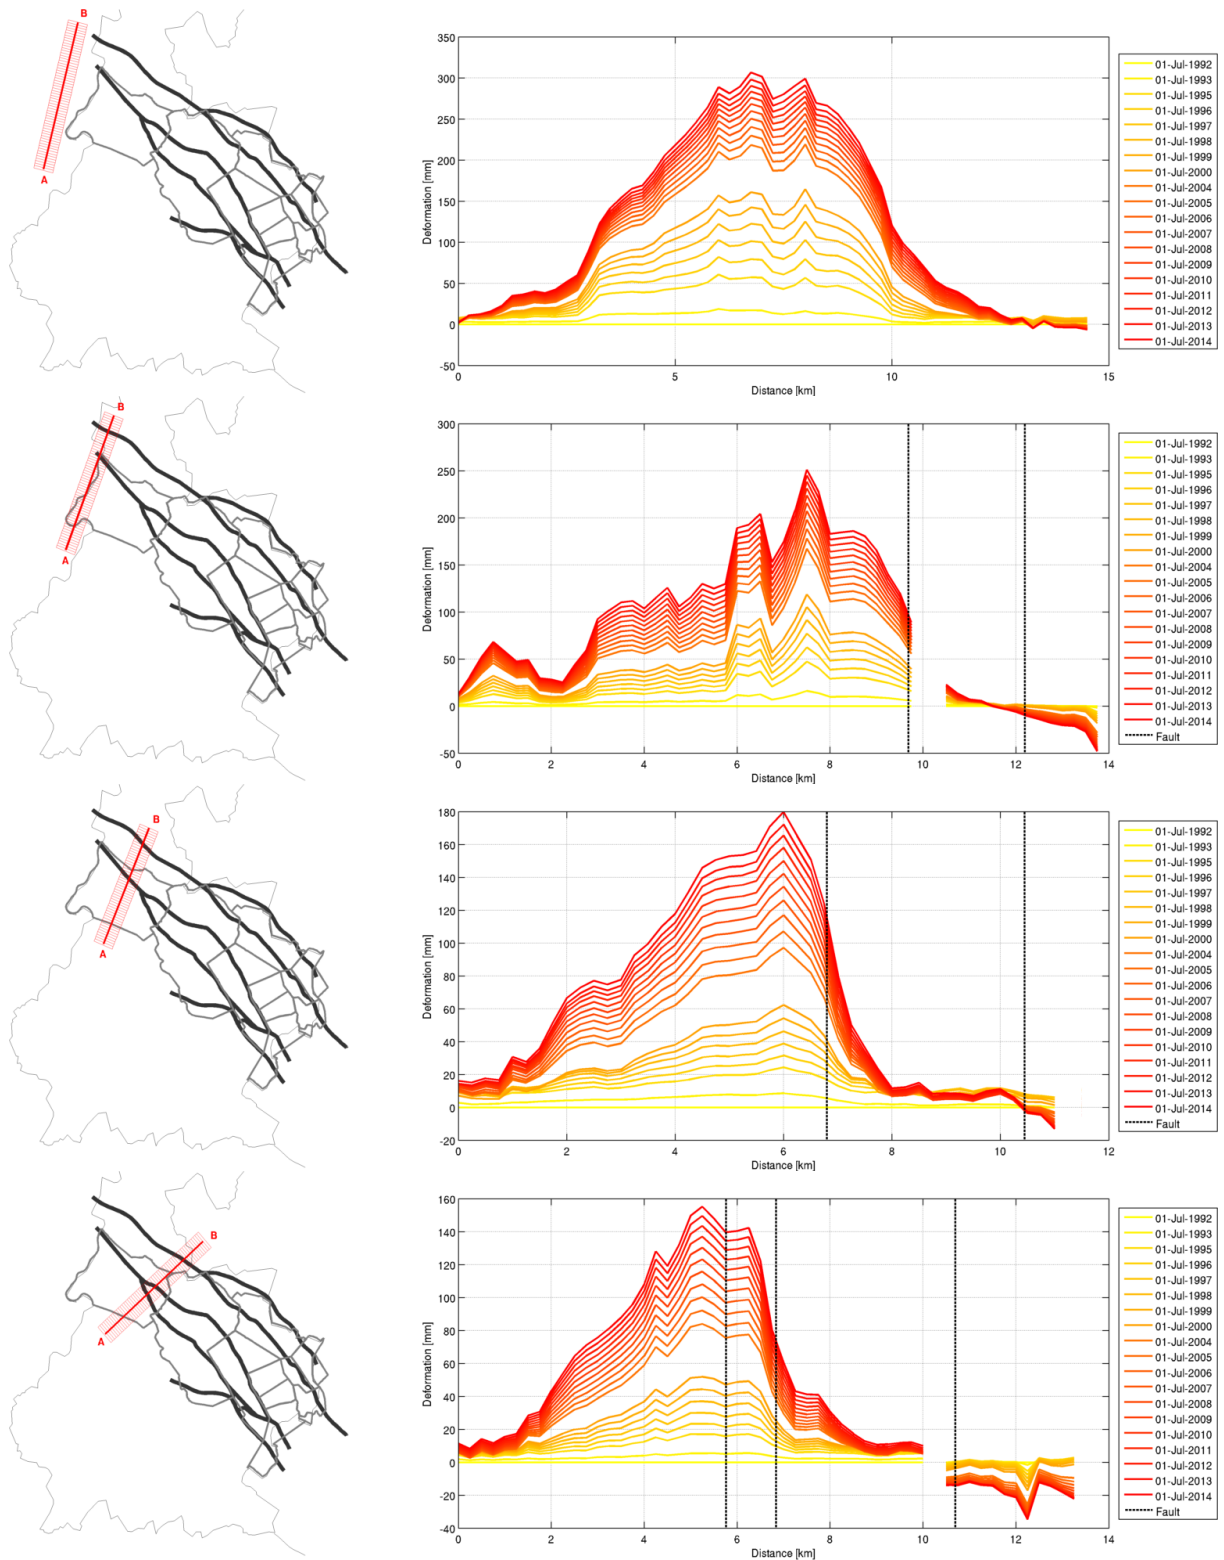 B
A
350
300
250
200
150
100
50
0
-50
Deformation [mm]
0 5 10 15
Distance [km]
01-Jul-1992
01-Jul-1993
01-Jul-1995
01-Jul-1996
01-Jul-1997
01-Jul-1998
01-Jul-1999
01-Jul-2000
01-Jul-2004
01-Jul-2005
01-Jul-2006
01-Jul-2007
01-Jul-2008
01-Jul-2009
01-Jul-2010
01-Jul-2011
01-Jul-2012
01-Jul-2013
01-Jul-2014
B
A
300
250
200
150
100
50
0
-50
Deformation [mm]
0 2 4 6 8 10 12 14
Distance [km]
01-Jul-1992
01-Jul-1993
01-Jul-1995
01-Jul-1996
01-Jul-1997
01-Jul-1998
01-Jul-1999
01-Jul-2000
01-Jul-2004
01-Jul-2005
01-Jul-2006
01-Jul-2007
01-Jul-2008
01-Jul-2009
01-Jul-2010
01-Jul-2011
01-Jul-2012
01-Jul-2013
01-Jul-2014
Fault
B
A
180
160
140
120
100
80
60
40
20
0
-20
Deformation [mm]
0 2 4 6 8 10 12
Distance [km]
01-Jul-1992
01-Jul-1993
01-Jul-1995
01-Jul-1996
01-Jul-1997
01-Jul-1998
01-Jul-1999
01-Jul-2000
01-Jul-2004
01-Jul-2005
01-Jul-2006
01-Jul-2007
01-Jul-2008
01-Jul-2009
01-Jul-2010
01-Jul-2011
01-Jul-2012
01-Jul-2013
01-Jul-2014
Fault
B
A
160
140
120
100
80
60
40
20
0
-20
-40
Deformation [mm]
0 2 4 6 8 10 12 14
Distance [km]
01-Jul-1992
01-Jul-1993
01-Jul-1995
01-Jul-1996
01-Jul-1997
01-Jul-1998
01-Jul-1999
01-Jul-2000
01-Jul-2004
01-Jul-2005
01-Jul-2006
01-Jul-2007
01-Jul-2008
01-Jul-2009
01-Jul-2010
01-Jul-2011
01-Jul-2012
01-Jul-2013
01-Jul-2014
Fault